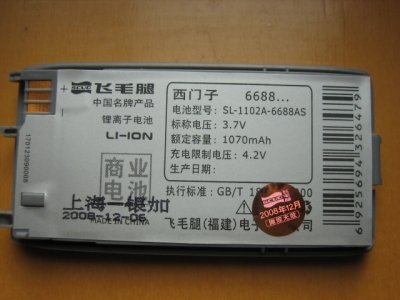 飞毛腿
中国名牌产品
锂离子电池
LI-ION
商业
电池
上海一银加
2008-12-06
MADE IN CHINA
西门子 6688...
电池型号: SL-1102A-6688AS
标称电压: 3.7V
额定容量: 1070mAh
充电限制电压: 4.2V
生产日期:
执行标准: GB/T
飞毛腿(福建)电子
公司
2008年12月
6925694326479